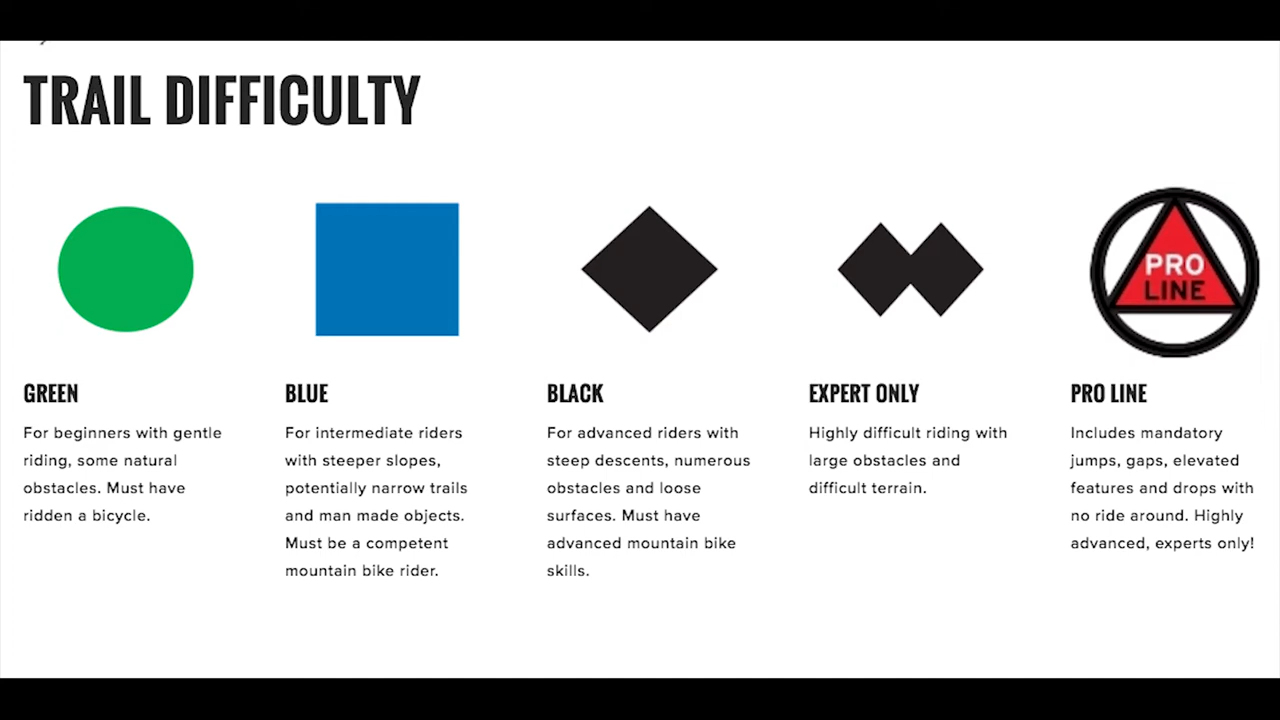 TRAIL DIFFICULTY
PRO
LINE
GREEN
For beginners with gentle
riding, some natural
obstacles. Must have
ridden a bicycle.
BLUE
For intermediate riders
with steeper slopes,
potentially narrow trails
and man made objects.
Must be a competent
mountain bike rider.
BLACK
For advanced riders with
steep descents, numerous
obstacles and loose
surfaces. Must have
advanced mountain bike
skills.
EXPERT ONLY
Highly difficult riding with
large obstacles and
difficult terrain.
PRO LINE
Includes mandatory
jumps, gaps, elevated
features and drops with
no ride around. Highly
advanced, experts only!